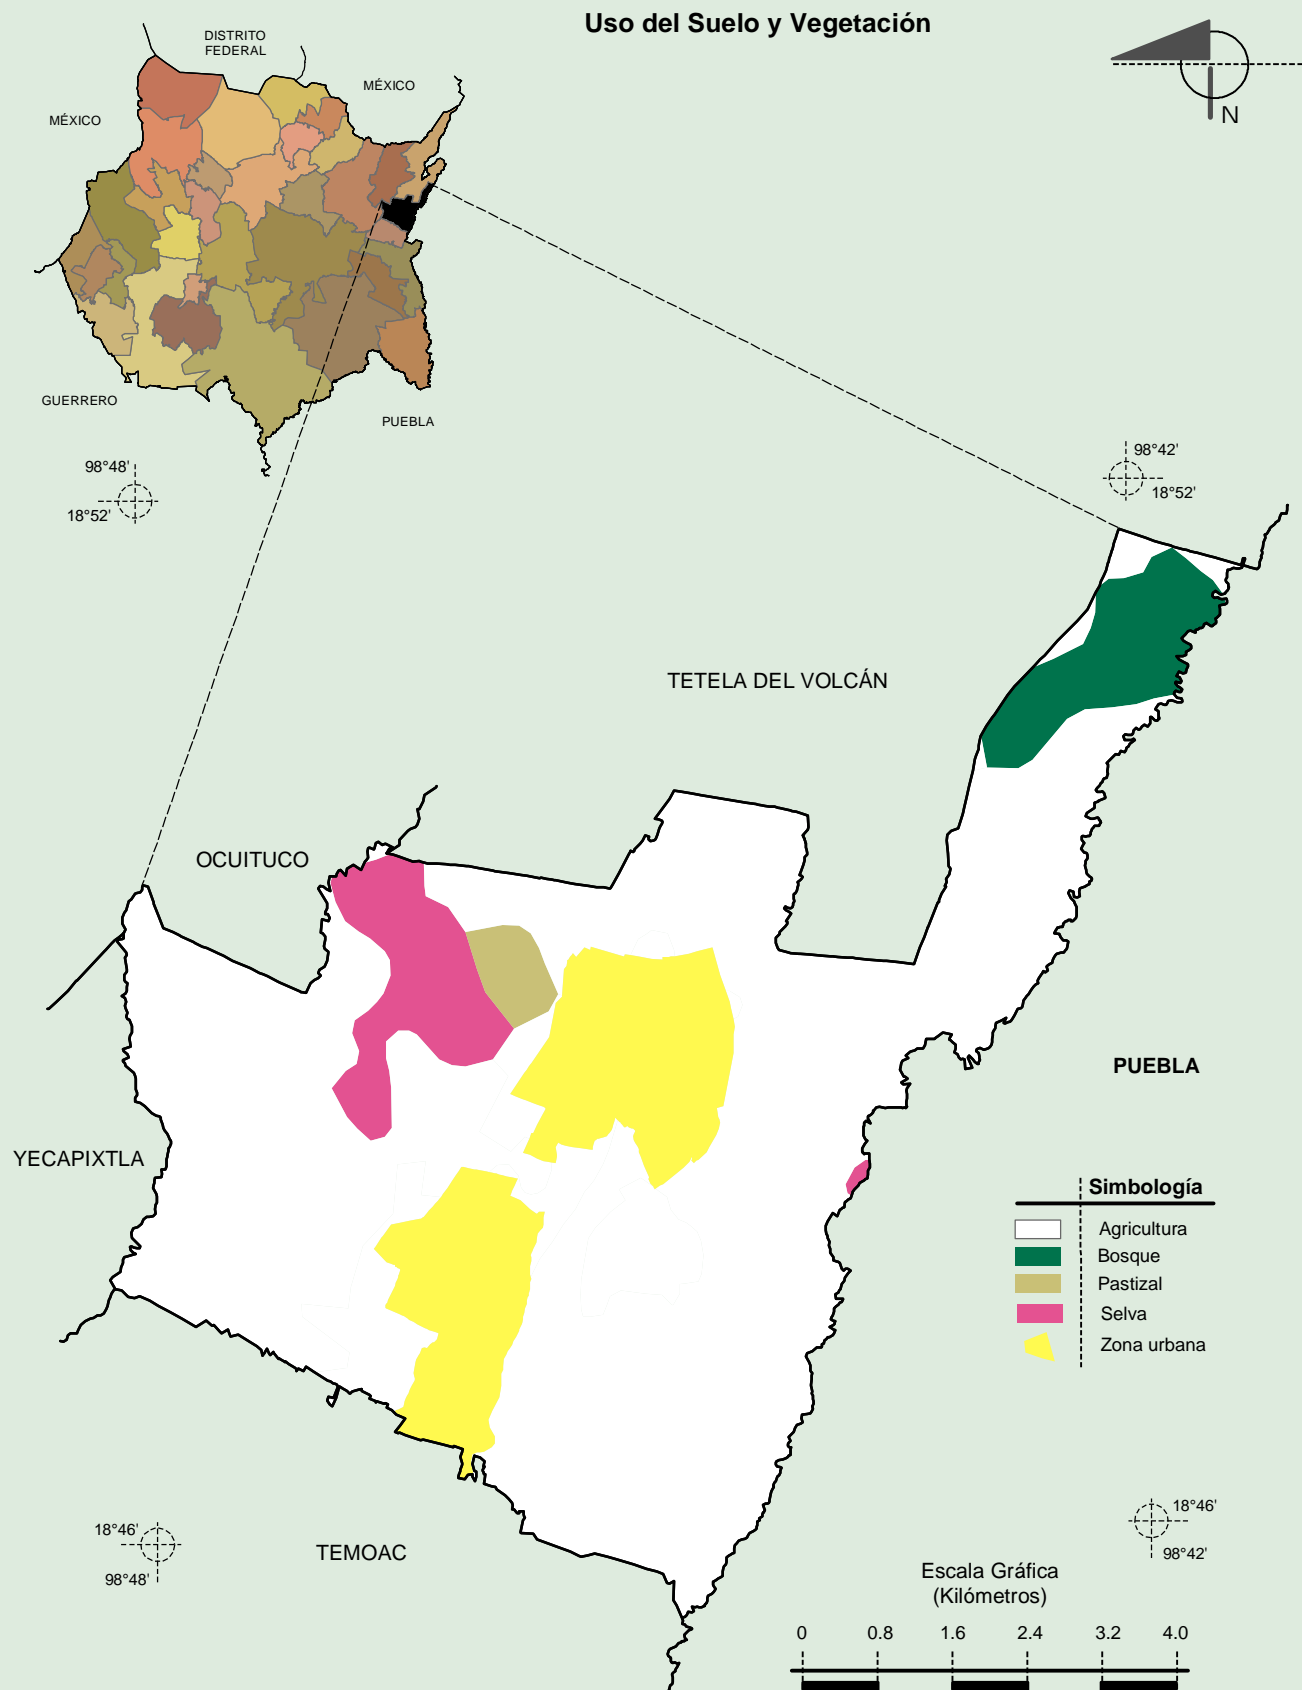 Uso del Suelo y Vegetación
DISTRITO
FEDERAL
MÉXICO
MÉXICO
N
GUERRERO
PUEBLA
98°48'
18°52'
98°42'
18°52'
TETELA DEL VOLCÁN
OCUITUCO
PUEBLA
YECAPIXTLA
Simbología
Agricultura
Bosque
Pastizal
Selva
Zona urbana
18°46'
98°48'
TEMOAC
18°46'
98°42'
Escala Gráfica
(Kilómetros)
0 0.8 1.6 2.4 3.2 4.0